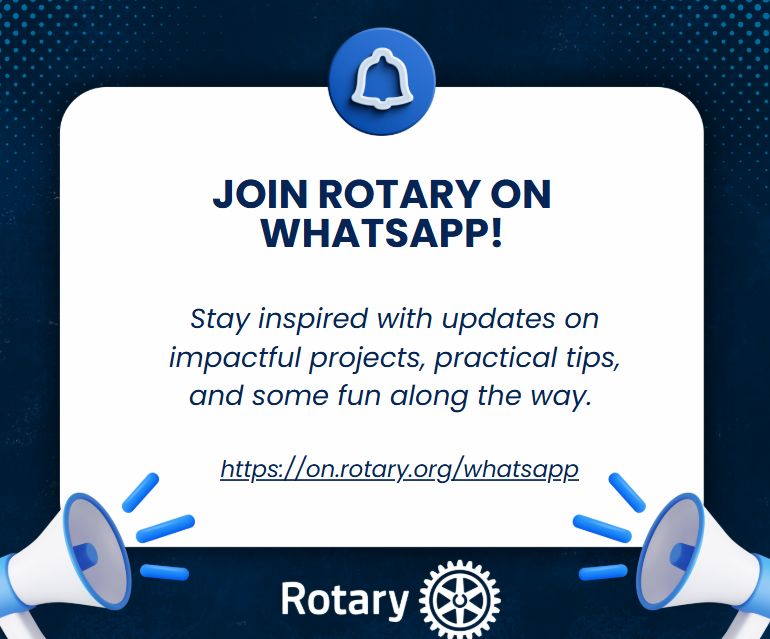 JOIN ROTARY ON
WHATSAPP!
Stay inspired with updates on
impactful projects, practical tips,
and some fun along the way.
https://on.rotary.org/whatsapp
Rotary